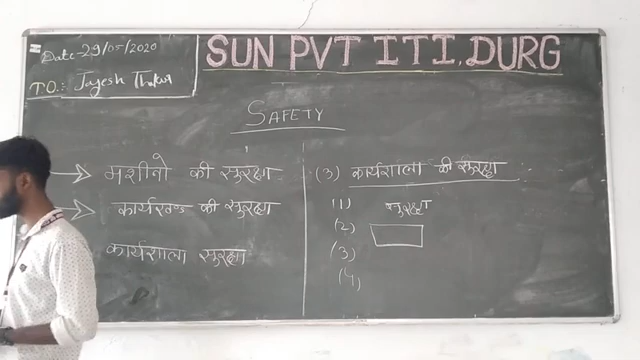 SUN PVT ITI, DURG
Date - 29/05/2020
T.O.:- Jayesh Thakur
SAFETY
मशीनो की सुरक्षा
कार्यखण्ड की सुरक्षा
कार्यशाला सुरक्षा
(3) कार्यशाला की सुरक्षा
(1) सुरक्षा
(2)
(3)
(4)